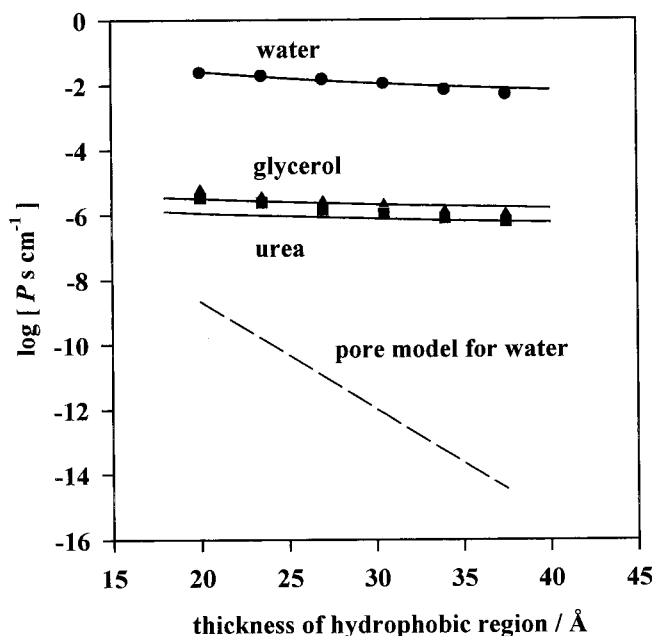 0
-2
-4
-6
-8
-10
-12
-14
-16
water
glycerol
urea
pore model for water
log [ P s cm⁻¹ ]
15 20 25 30 35 40 45
thickness of hydrophobic region / Å